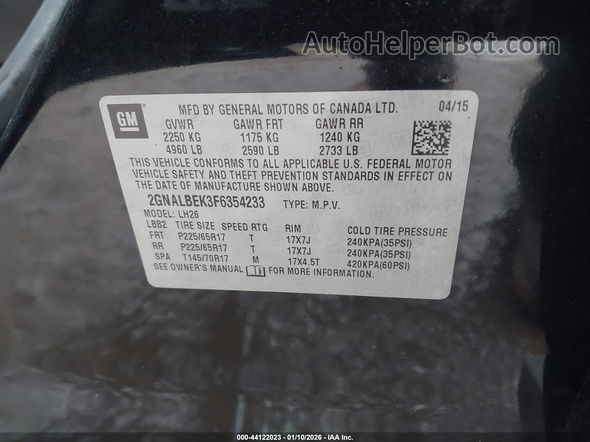 AutoHelperBot.com
GM MFD BY GENERAL MOTORS OF CANADA LTD. 04/15
GVWR GAWR FRT GAWR RR
2250 KG 1175 KG 1240 KG
4960 LB 2590 LB 2733 LB
THIS VEHICLE CONFORMS TO ALL APPLICABLE U.S. FEDERAL MOTOR
VEHICLE SAFETY AND THEFT PREVENTION STANDARDS IN EFFECT ON
THE DATE OF MANUFACTURE SHOWN ABOVE.
2GNALBEK3F6354233 TYPE: M.P.V.
MODEL: LH26
LBB2 TIRE SIZE SPEED RTG RIM COLD TIRE PRESSURE
FRT P225/65R17 T 17X7J 240KPA(35PSI)
RR P225/65R17 T 17X7J 240KPA(35PSI)
SPA T145/70R17 M 17X4.5T 420KPA(60PSI)
SEE OWNER'S MANUAL FOR MORE INFORMATION.
000-44122023 | 01/10/2026 - IAA Inc.